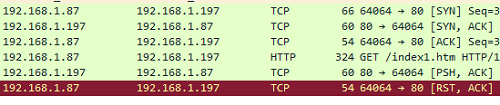 192.168.1.87 192.168.1.197 TCP 66 64064 → 80 [SYN] Seq=3
192.168.1.197 192.168.1.87 TCP 60 80 → 64064 [SYN, ACK]
192.168.1.87 192.168.1.197 TCP 54 64064 → 80 [ACK] Seq=3
192.168.1.87 192.168.1.197 HTTP 324 GET /index1.htm HTTP/1
192.168.1.197 192.168.1.87 TCP 60 80 → 64064 [PSH, ACK]
192.168.1.87 192.168.1.197 TCP 54 64064 → 80 [RST, ACK]